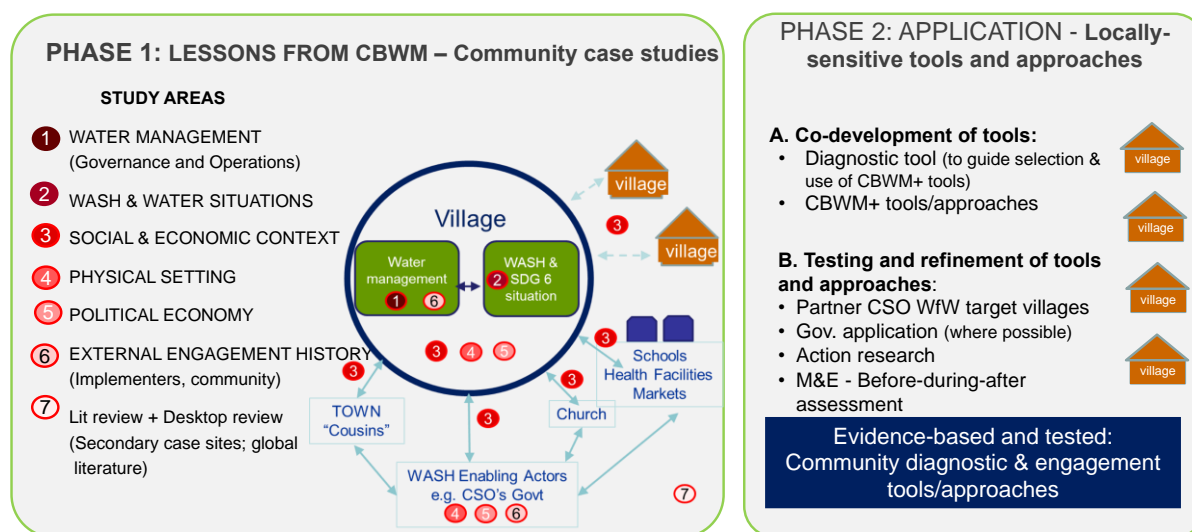 PHASE 1: LESSONS FROM CBWM – Community case studies
STUDY AREAS
1 WATER MANAGEMENT
(Governance and Operations)
2 WASH & WATER SITUATIONS
3 SOCIAL & ECONOMIC CONTEXT
4 PHYSICAL SETTING
5 POLITICAL ECONOMY
6 EXTERNAL ENGAGEMENT HISTORY
(Implementers, community)
7 Lit review + Desktop review
(Secondary case sites; global
literature)
Village
Water
management
1 6
WASH &
SDG 6
situation
2
3 4 5
village
village
3
3
Schools
Health Facilities
Markets
3
TOWN
“Cousins”
3
3
Church
WASH Enabling Actors
e.g. CSO's Govt
4 5 6
7
PHASE 2: APPLICATION - Locally-
sensitive tools and approaches
A. Co-development of tools:
• Diagnostic tool (to guide selection &
use of CBWM+ tools)
• CBWM+ tools/approaches
B. Testing and refinement of tools
and approaches:
• Partner CSO WfW target villages
• Gov. application (where possible)
• Action research
• M&E - Before-during-after
assessment
village
village
village
village
Evidence-based and tested:
Community diagnostic & engagement
tools/approaches